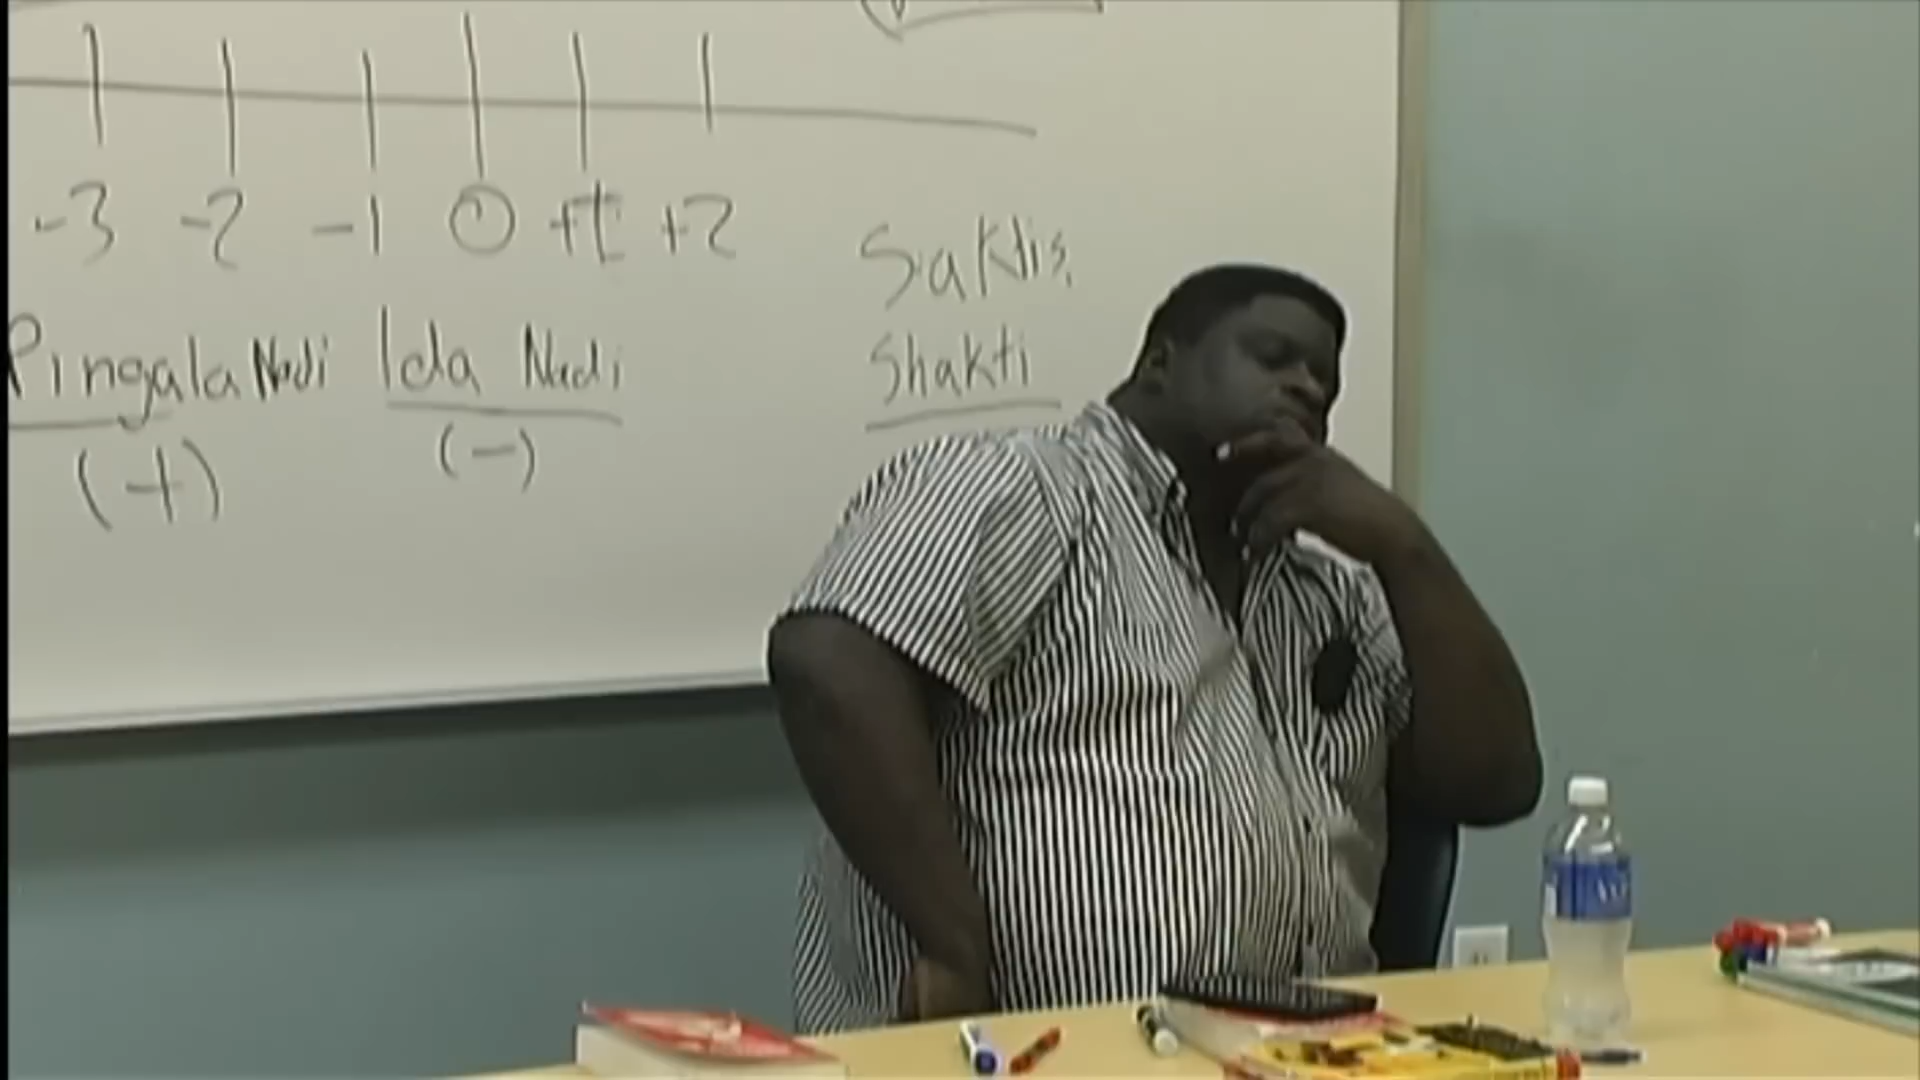 -3 -2 -1 0 +1 +2
Saktis
Pingala Nadi Ida Nadi Shakti
(+) (-)